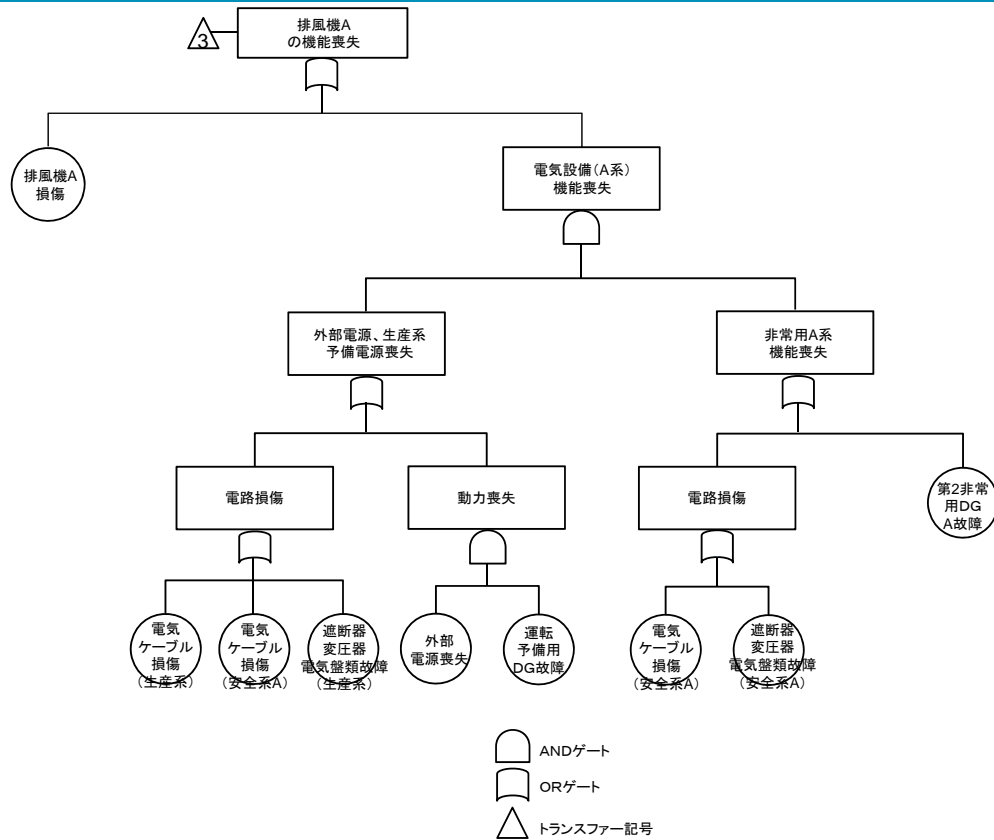 排風機A
の機能喪失
3
排風機A
損傷
電気設備(A系)
機能喪失
外部電源、生産系
予備電源喪失
非常用A系
機能喪失
電路損傷
動力喪失
電路損傷
第2非常
用DG
A故障
電気
ケーブル
損傷
(生産系)
電気
ケーブル
損傷
(安全系A)
遮断器
変圧器
電気盤類故障
(生産系)
外部
電源喪失
運転
予備用
DG故障
電気
ケーブル
損傷
(安全系A)
遮断器
変圧器
電気盤類故障
(安全系A)
ANDゲート
ORゲート
トランスファー記号